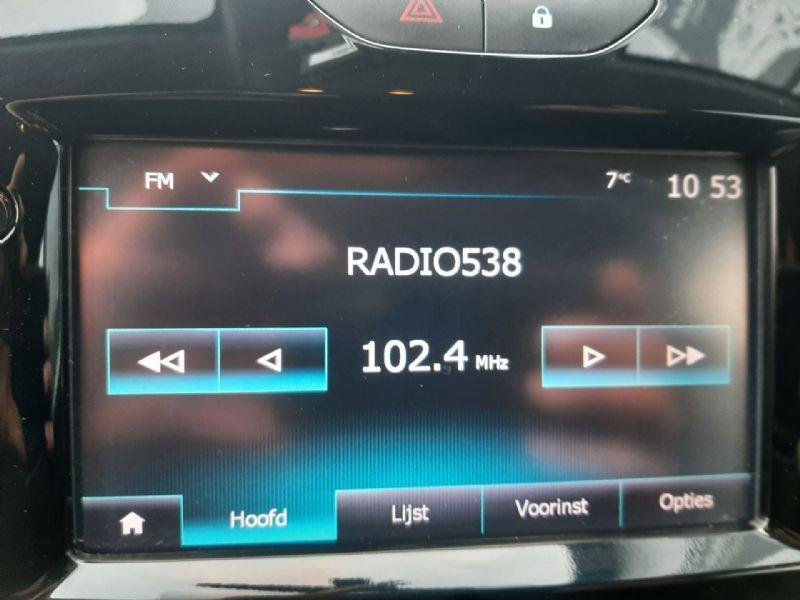 FM 7°C 10 53
RADIO538
102.4 MHz
Hoofd Lijst Voorinst Opties